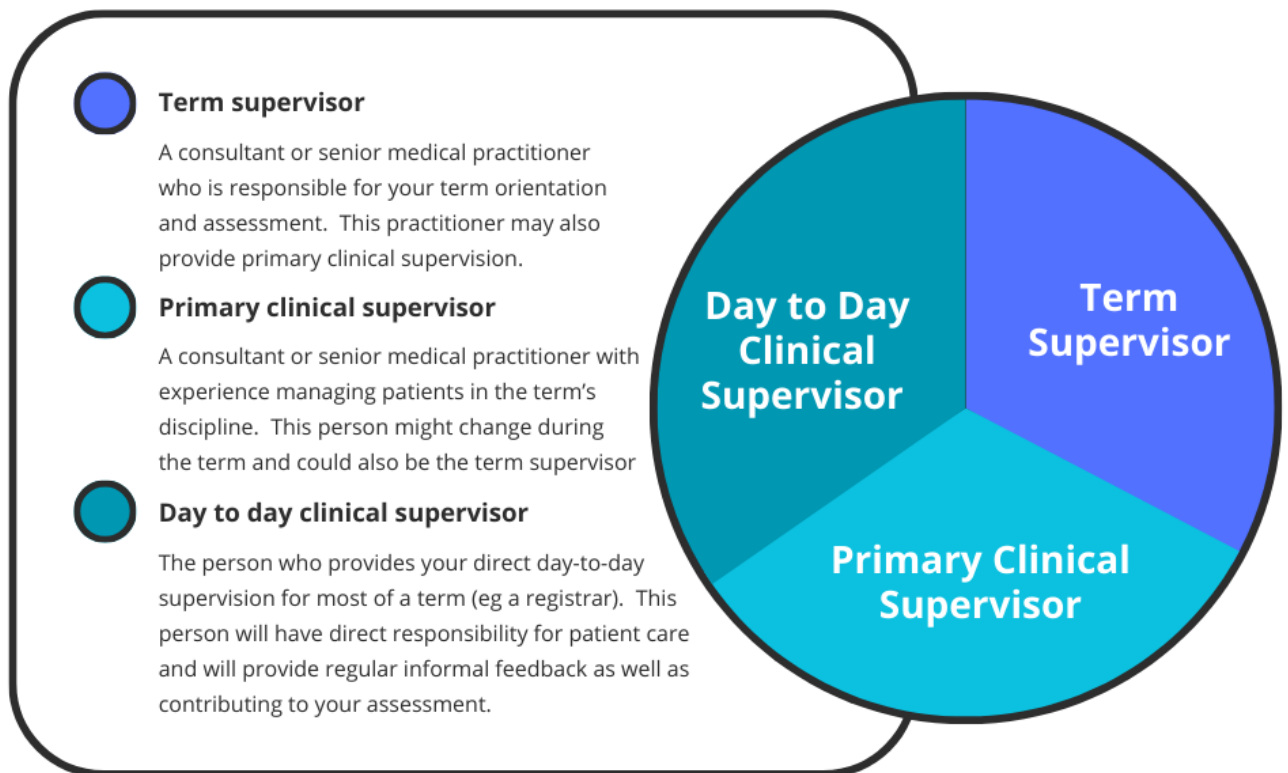 Term supervisor
A consultant or senior medical practitioner
who is responsible for your term orientation
and assessment.  This practitioner may also
provide primary clinical supervision.
Primary clinical supervisor
A consultant or senior medical practitioner with
experience managing patients in the term’s
discipline.  This person might change during
the term and could also be the term supervisor
Day to day clinical supervisor
The person who provides your direct day-to-day
supervision for most of a term (eg a registrar).  This
person will have direct responsibility for patient care
and will provide regular informal feedback as well as
contributing to your assessment.
Day to Day
Clinical
Supervisor
Term
Supervisor
Primary Clinical
Supervisor